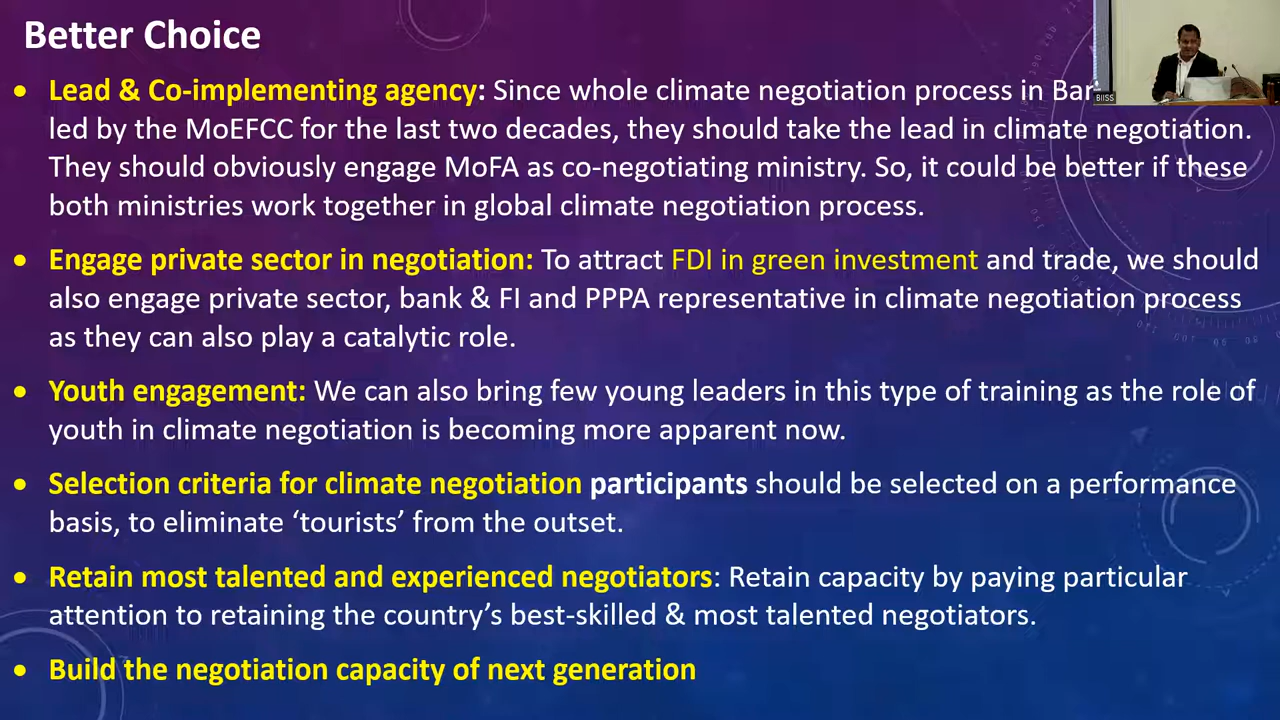 Better Choice
• Lead & Co-implementing agency: Since whole climate negotiation process in
led by the MoEFCC for the last two decades, they should take the lead in climate negotiation.
They should obviously engage MoFA as co-negotiating ministry. So, it could be better if these
both ministries work together in global climate negotiation process.
• Engage private sector in negotiation: To attract FDI in green investment and trade, we should
also engage private sector, bank & FI and PPPA representative in climate negotiation process
as they can also play a catalytic role.
• Youth engagement: We can also bring few young leaders in this type of training as the role of
youth in climate negotiation is becoming more apparent now.
• Selection criteria for climate negotiation participants should be selected on a performance
basis, to eliminate ‘tourists’ from the outset.
• Retain most talented and experienced negotiators: Retain capacity by paying particular
attention to retaining the country’s best-skilled & most talented negotiators.
• Build the negotiation capacity of next generation
BIISS